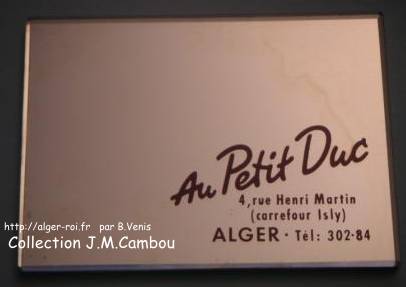 Au Petit Duc
4, rue Henri Martin
(carrefour Isly)
ALGER · Tél: 302·84
http://alger-roi.fr par B.Venis
Collection J.M.Cambou